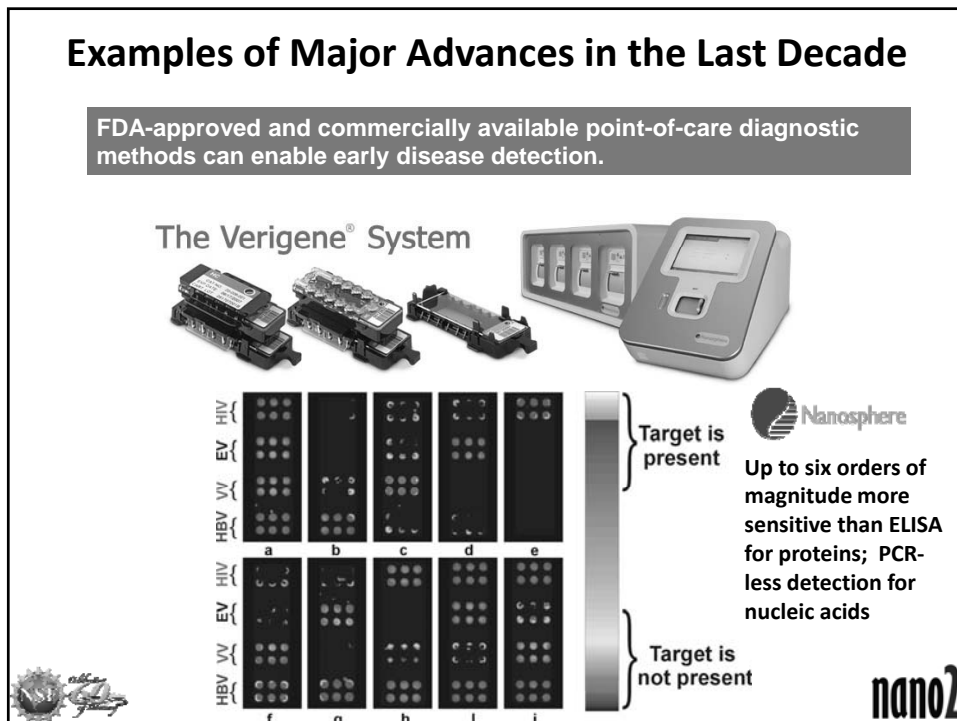 Examples of Major Advances in the Last Decade
FDA-approved and commercially available point-of-care diagnostic
methods can enable early disease detection.
The Verigene® System
HIV{
EV{
VV{
HBV{
a b c d e
HIV{
EV{
VV{
HBV{
f g h I j
Target is
present
Target is
not present
Nanosphere
Up to six orders of
magnitude more
sensitive than ELISA
for proteins; PCR-
less detection for
nucleic acids
NSF
nano2